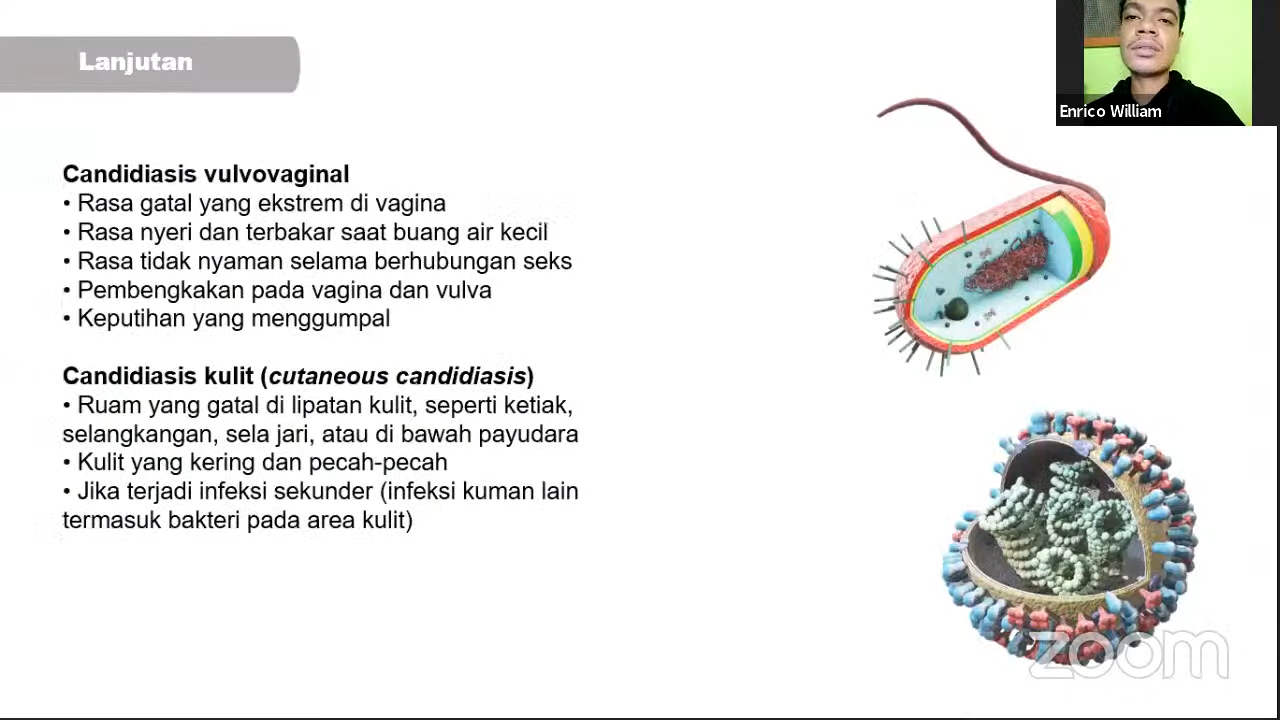 Lanjutan
Enrico William
Candidiasis vulvovaginal
• Rasa gatal yang ekstrem di vagina
• Rasa nyeri dan terbakar saat buang air kecil
• Rasa tidak nyaman selama berhubungan seks
• Pembengkakan pada vagina dan vulva
• Keputihan yang menggumpal
Candidiasis kulit (cutaneous candidiasis)
• Ruam yang gatal di lipatan kulit, seperti ketiak,
selangkangan, sela jari, atau di bawah payudara
• Kulit yang kering dan pecah-pecah
• Jika terjadi infeksi sekunder (infeksi kuman lain
termasuk bakteri pada area kulit)
zoom